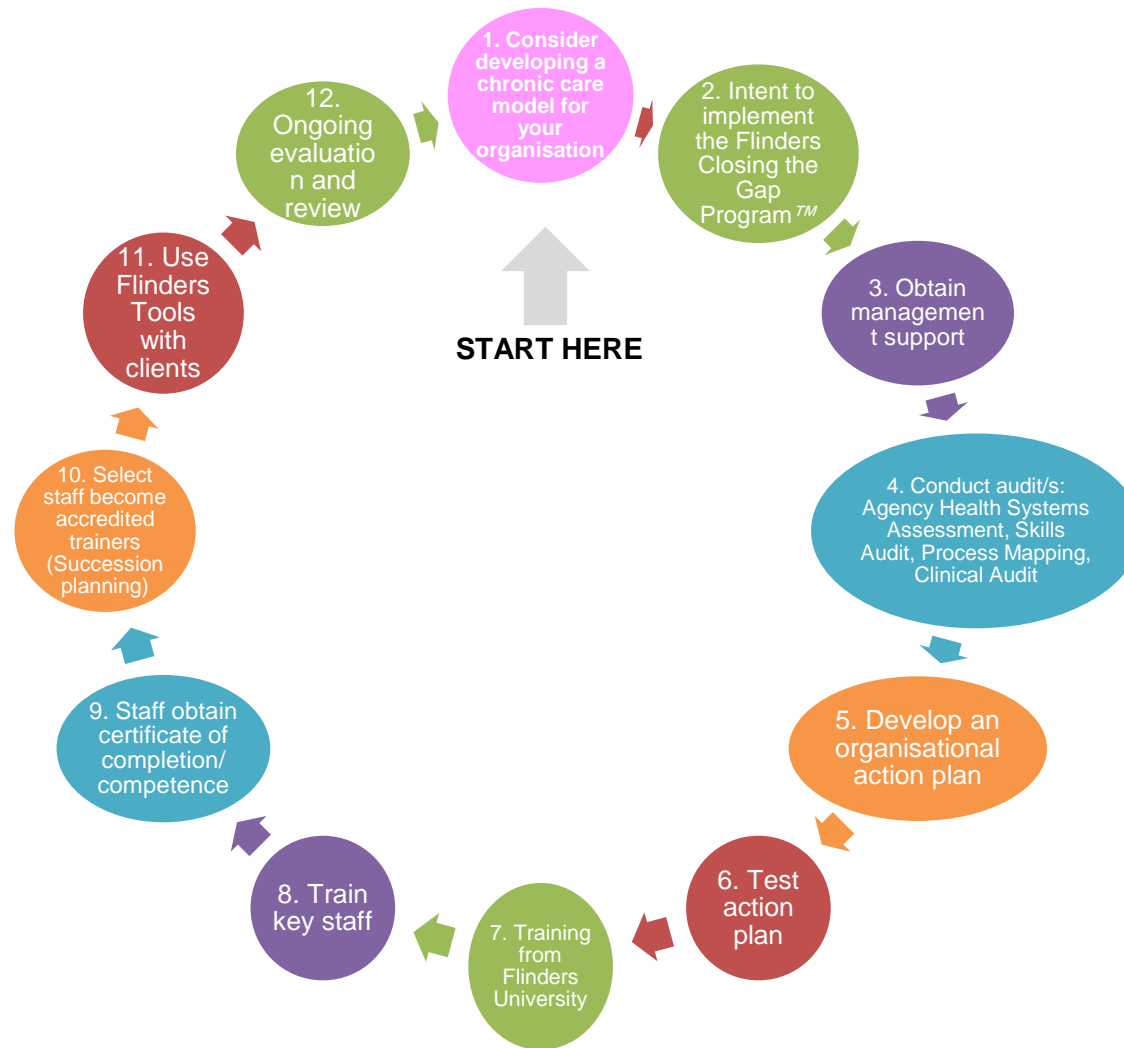 1. Consider
developing a
chronic care
model for
your
organisation
2. Intent to
implement
the Flinders
Closing the
Gap
Program™
3. Obtain
managemen
t support
4. Conduct audit/s:
Agency Health Systems
Assessment, Skills
Audit, Process Mapping,
Clinical Audit
5. Develop an
organisational
action plan
6. Test
action
plan
7. Training
from
Flinders
University
8. Train
key staff
9. Staff obtain
certificate of
completion/
competence
10. Select
staff become
accredited
trainers
(Succession
planning)
11. Use
Flinders
Tools
with
clients
12.
Ongoing
evaluatio
n and
review
START HERE